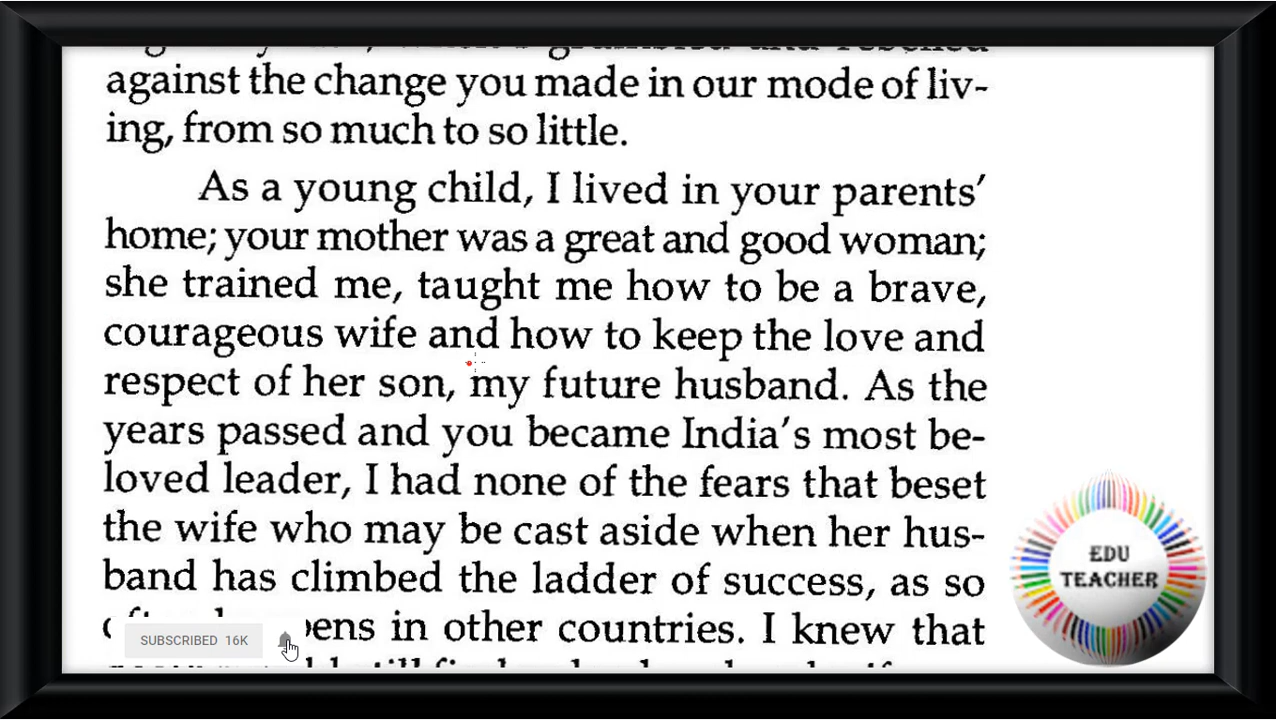 against the change you made in our mode of liv-
ing, from so much to so little.
As a young child, I lived in your parents’
home; your mother was a great and good woman;
she trained me, taught me how to be a brave,
courageous wife and how to keep the love and
respect of her son, my future husband. As the
years passed and you became India’s most be-
loved leader, I had none of the fears that beset
the wife who may be cast aside when her hus-
band has climbed the ladder of success, as so
in other countries. I knew that
SUBSCRIBED 16K
EDU
TEACHER